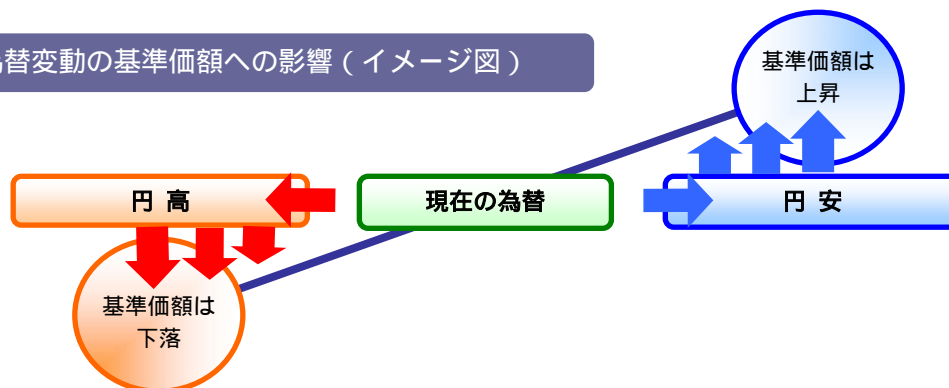 替変動の基準価額への影響（イメージ図）
基準価額は
上昇
円 高
現在の為替
円 安
基準価額は
下落